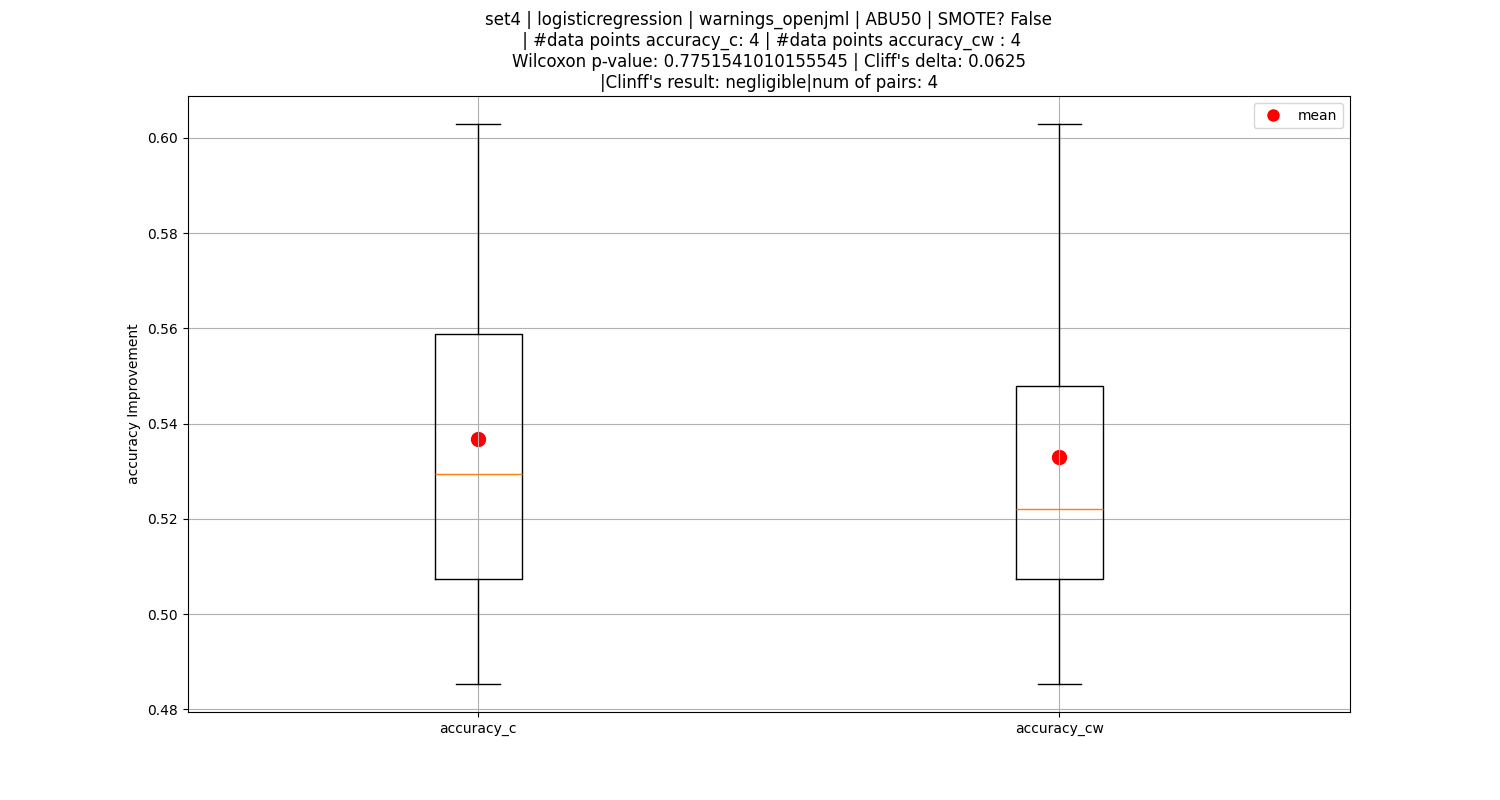 set4 | logisticregression | warnings_openjml | ABU50 | SMOTE? False
| #data points accuracy_c: 4 | #data points accuracy_cw : 4
Wilcoxon p-value: 0.7751541010155545 | Cliff's delta: 0.0625
|Clinff's result: negligible|num of pairs: 4
mean
accuracy Improvement
0.60
0.58
0.56
0.54
0.52
0.50
0.48
accuracy_c
accuracy_cw